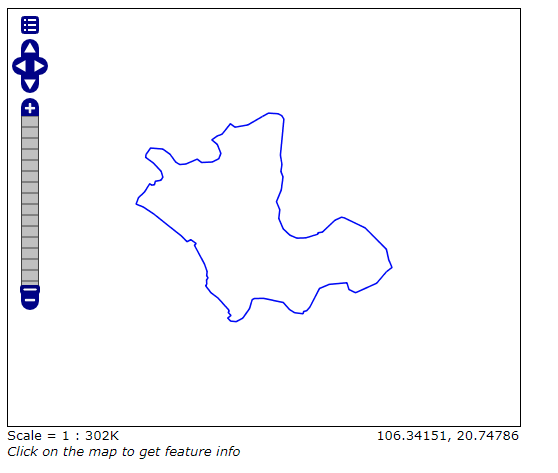 Scale = 1 : 302K
106.34151, 20.74786
Click on the map to get feature info